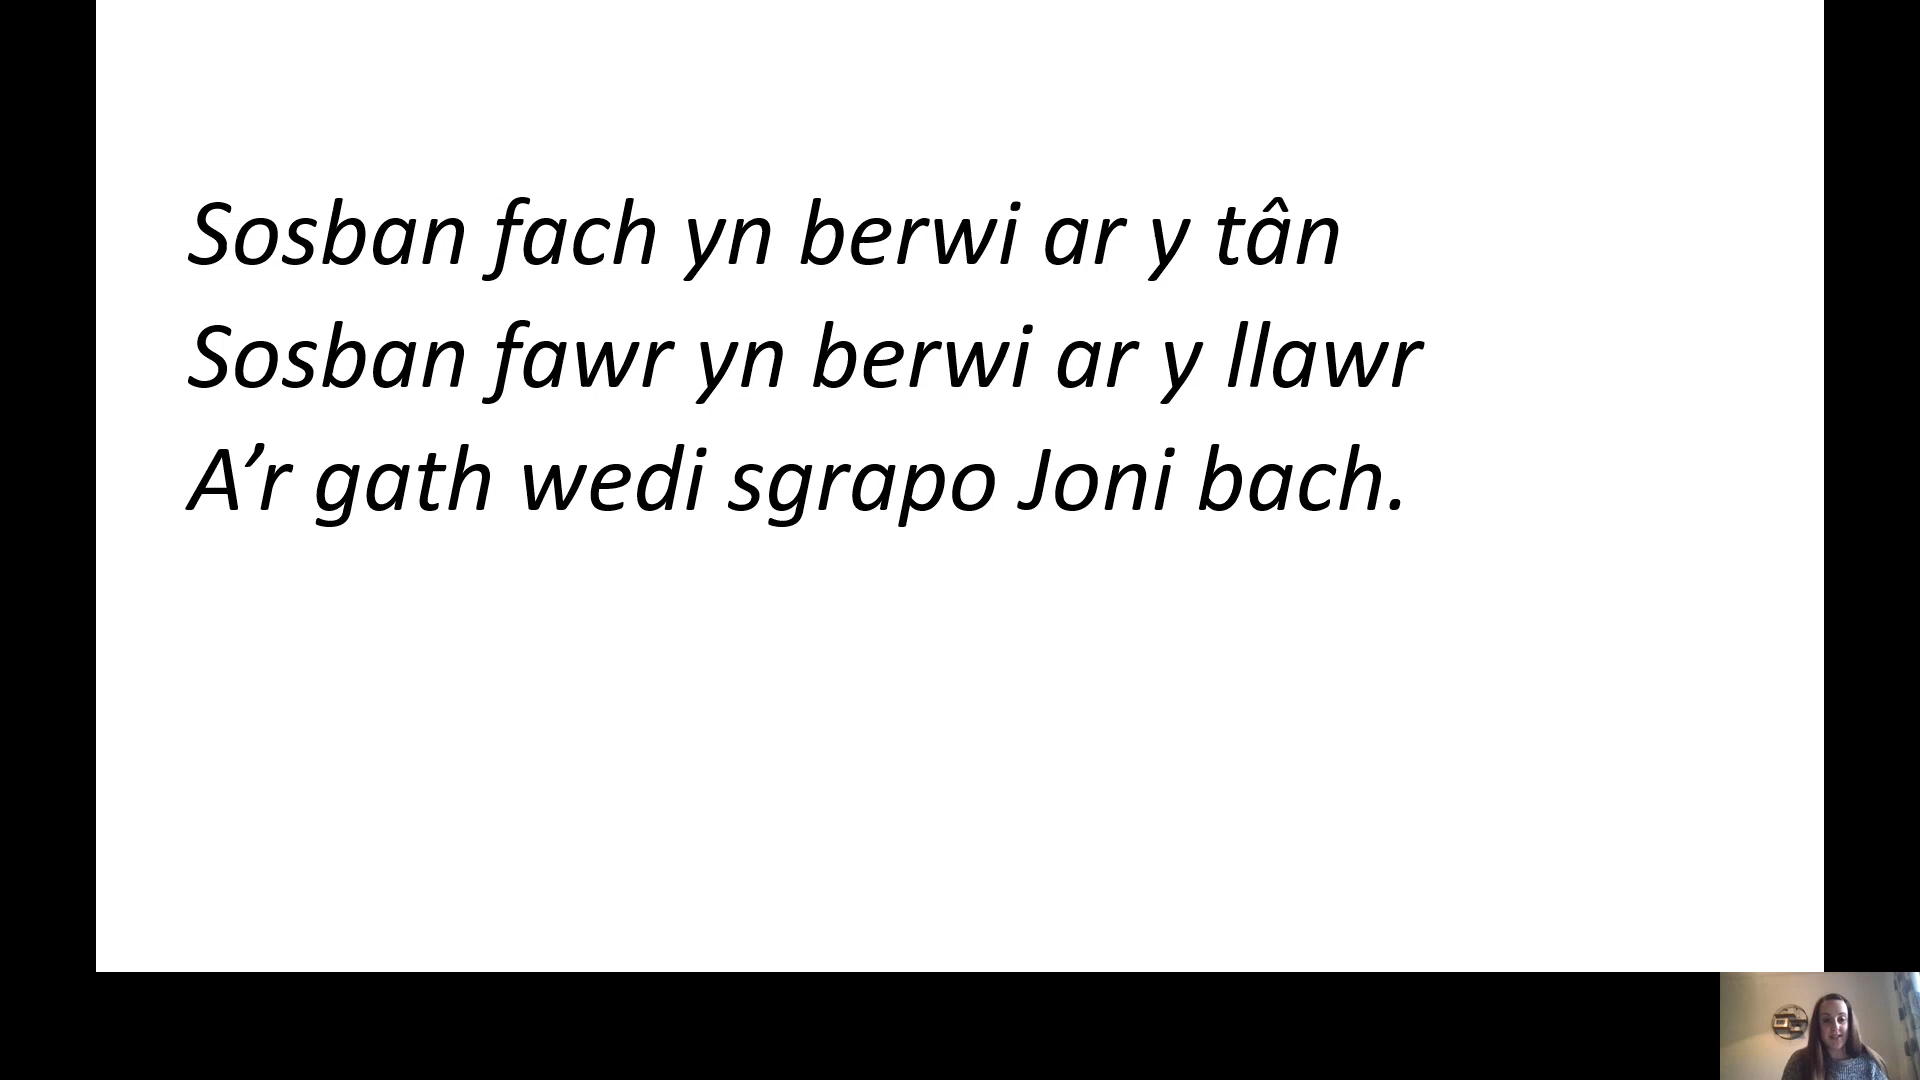 Sosban fach yn berwi ar y tân
Sosban fawr yn berwi ar y llawr
A’r gath wedi sgrapo Joni bach.